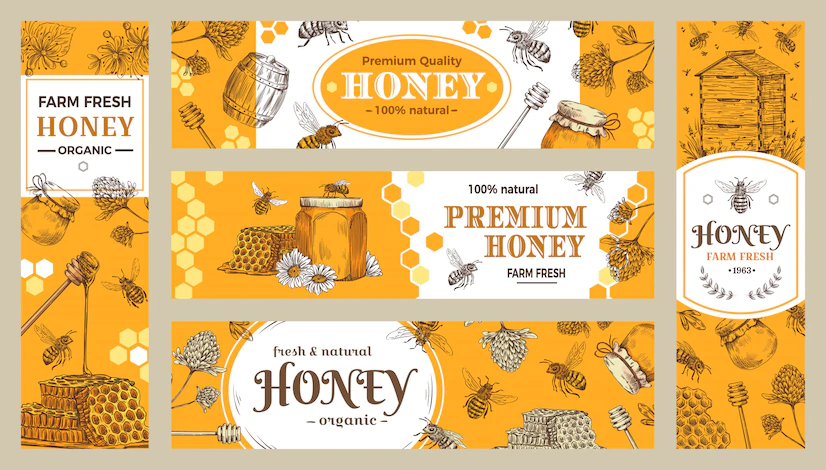 FARM FRESH
HONEY
ORGANIC
Premium Quality
HONEY
100% natural
100% natural
PREMIUM
HONEY
FARM FRESH
fresh & natural
HONEY
organic
HONEY
FARM FRESH
• 1963 •